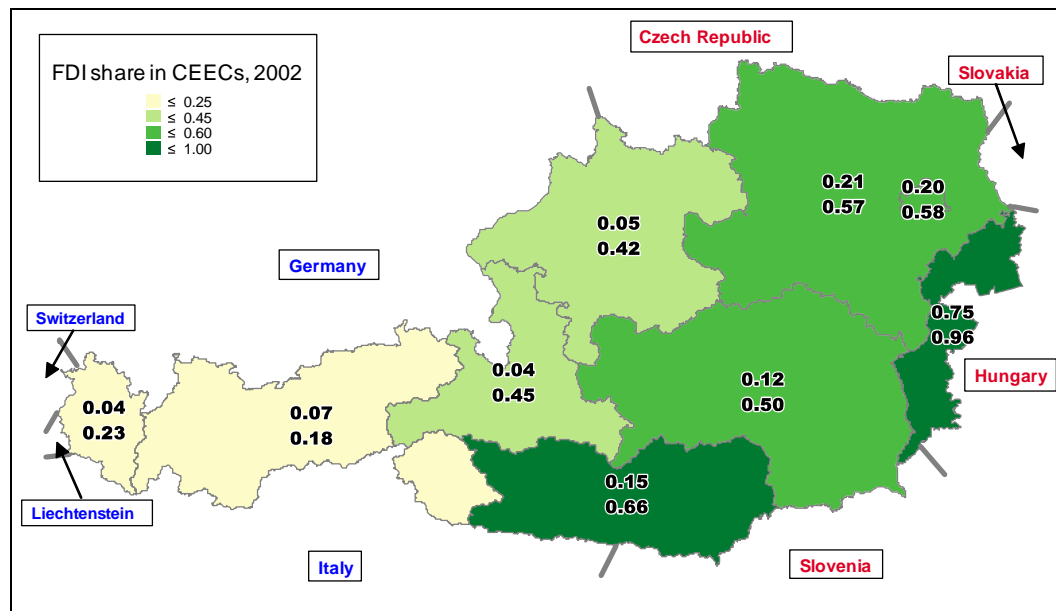 Czech Republic
FDI share in CEECs, 2002
≤ 0.25
≤ 0.45
≤ 0.60
≤ 1.00
Slovakia
0.21
0.57
0.20
0.58
0.05
0.42
Germany
Switzerland
0.75
0.96
Hungary
0.04
0.45
0.12
0.50
0.04
0.23
0.07
0.18
0.15
0.66
Liechtenstein
Italy
Slovenia